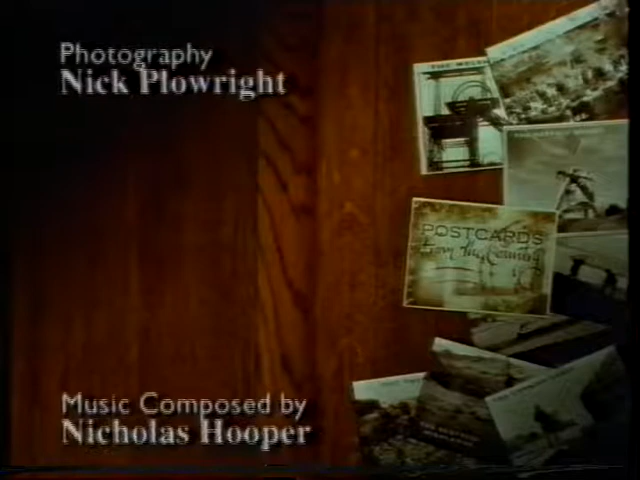 Photography
Nick Plowright
POSTCARDS
from the Country
Music Composed by
Nicholas Hooper